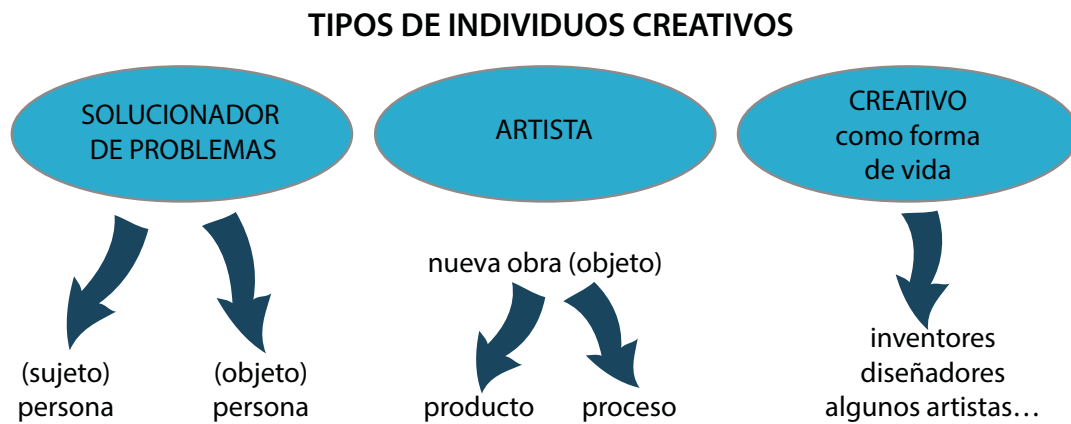 TIPOS DE INDIVIDUOS CREATIVOS
SOLUCIONADOR
DE PROBLEMAS
(sujeto)
persona
(objeto)
persona
ARTISTA
nueva obra (objeto)
producto
proceso
CREATIVO
como forma
de vida
inventores
diseñadores
algunos artistas…